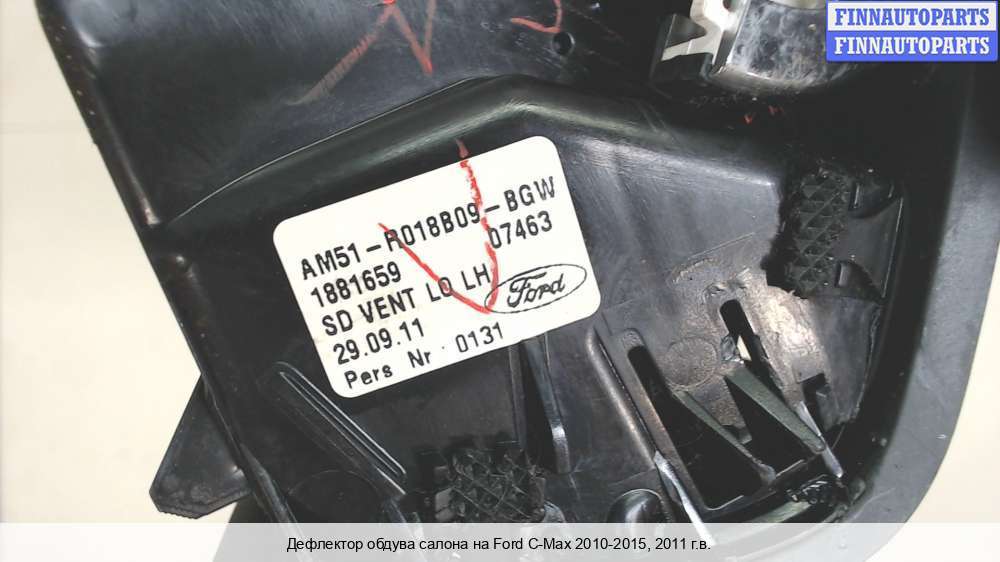 FINNAUTOPARTS
FINNAUTOPARTS
AM51-R018B09-BGW
1881659 07463
SD VENT LO LH
Ford
29.09.11
Pers Nr. 0131
Дефлектор обдува салона на Ford C-Max 2010-2015, 2011 г.в.